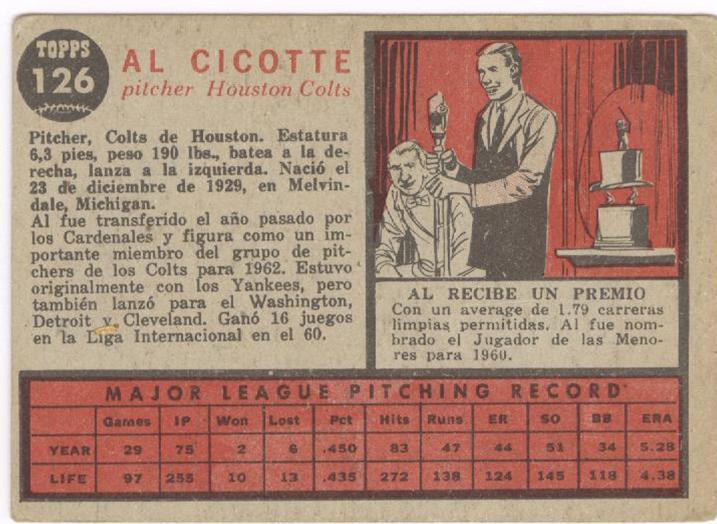 TOPPS
126
AL CICOTTE
pitcher Houston Colts
Pitcher, Colts de Houston. Estatura
6,3 pies, peso 190 lbs., batea a la de-
recha, lanza a la izquierda. Nació el
23 de diciembre de 1929, en Melvin-
dale, Michigan.
Al fue transferido el año pasado por
los Cardenales y figura como un im-
portante miembro del grupo de pit-
chers de los Colts para 1962. Estuvo
originalmente con los Yankees, pero
también lanzó para el Washington,
Detroit y Cleveland. Ganó 16 juegos
en la Liga Internacional en el 60.
AL RECIBE UN PREMIO
Con un average de 1.79 carreras
limpias permitidas. Al fue nom-
brado el Jugador de las Meno-
res para 1960.
MAJOR LEAGUE PITCHING RECORD
Games IP Won Lost Pct Hits Runs ER SO BB ERA
YEAR 29 75 2 6 .450 83 47 44 51 34 5.28
LIFE 97 255 10 13 .435 272 138 124 145 118 4.38